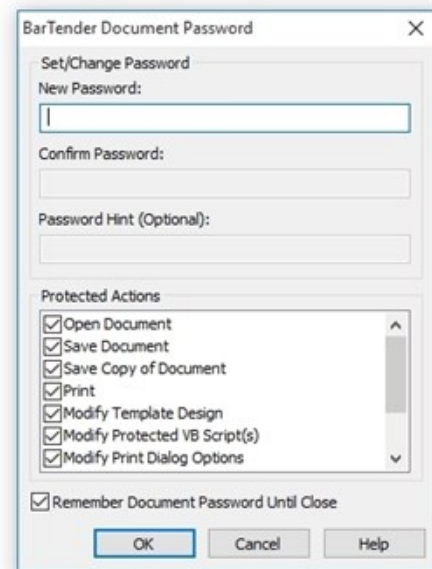 BarTender Document Password
Set/Change Password
New Password:
Confirm Password:
Password Hint (Optional):
Protected Actions
Open Document
Save Document
Save Copy of Document
Print
Modify Template Design
Modify Protected VB Script(s)
Modify Print Dialog Options
Remember Document Password Until Close
OK Cancel Help